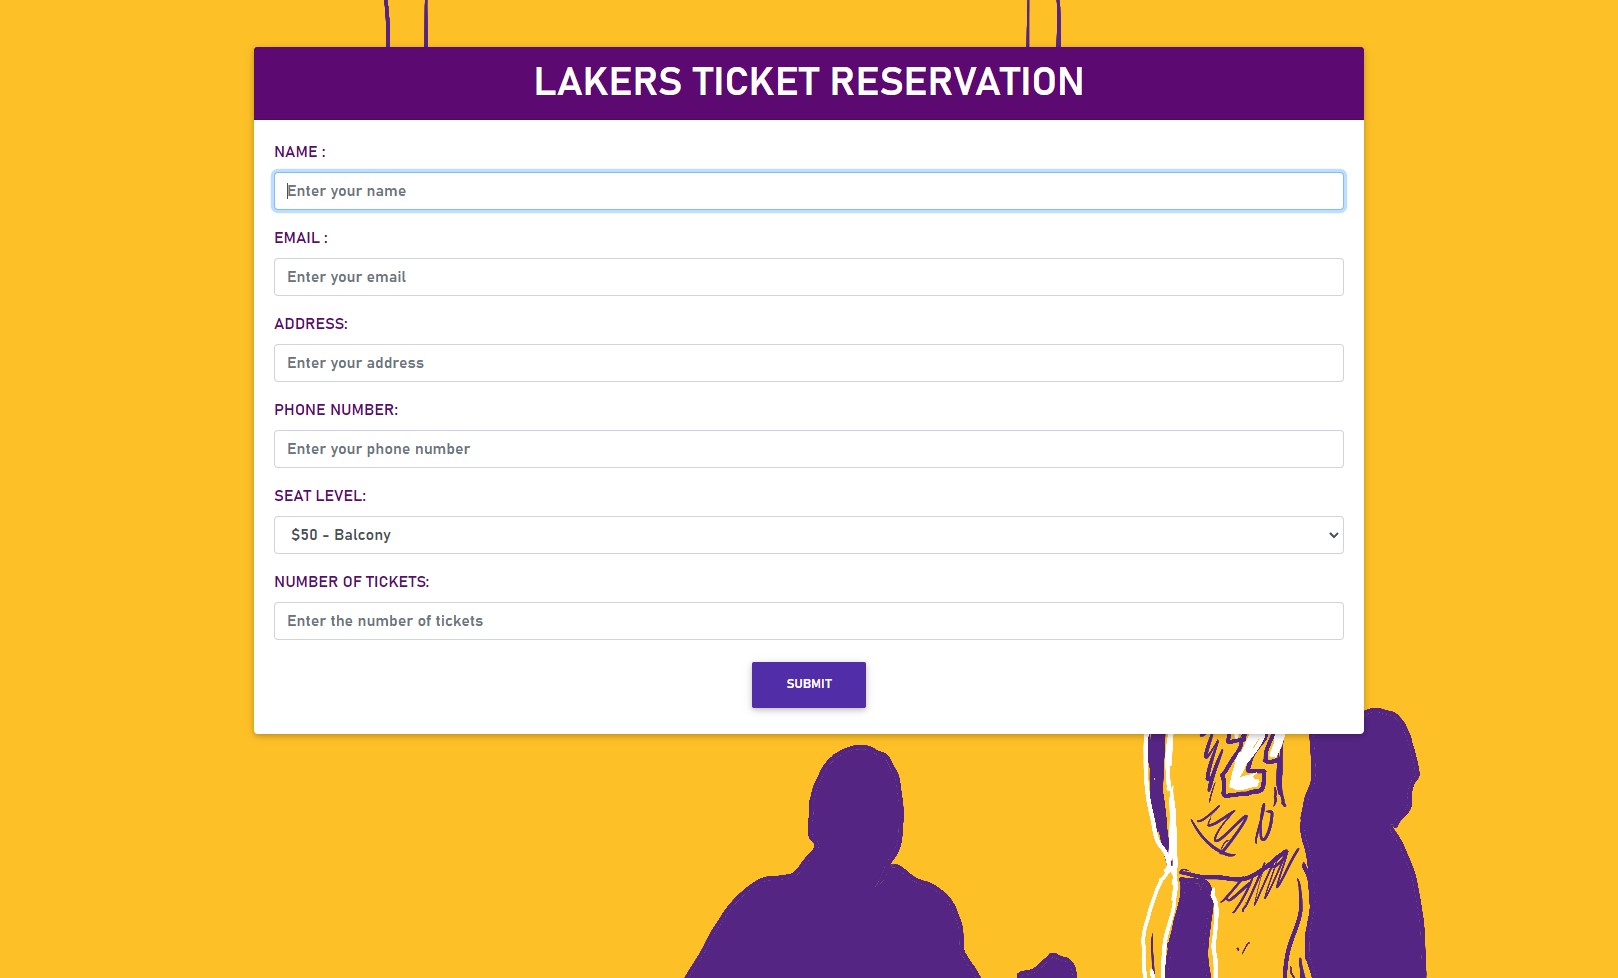 LAKERS TICKET RESERVATION
NAME :
Enter your name
EMAIL :
Enter your email
ADDRESS:
Enter your address
PHONE NUMBER:
Enter your phone number
SEAT LEVEL:
$50 - Balcony
NUMBER OF TICKETS:
Enter the number of tickets
SUBMIT
24